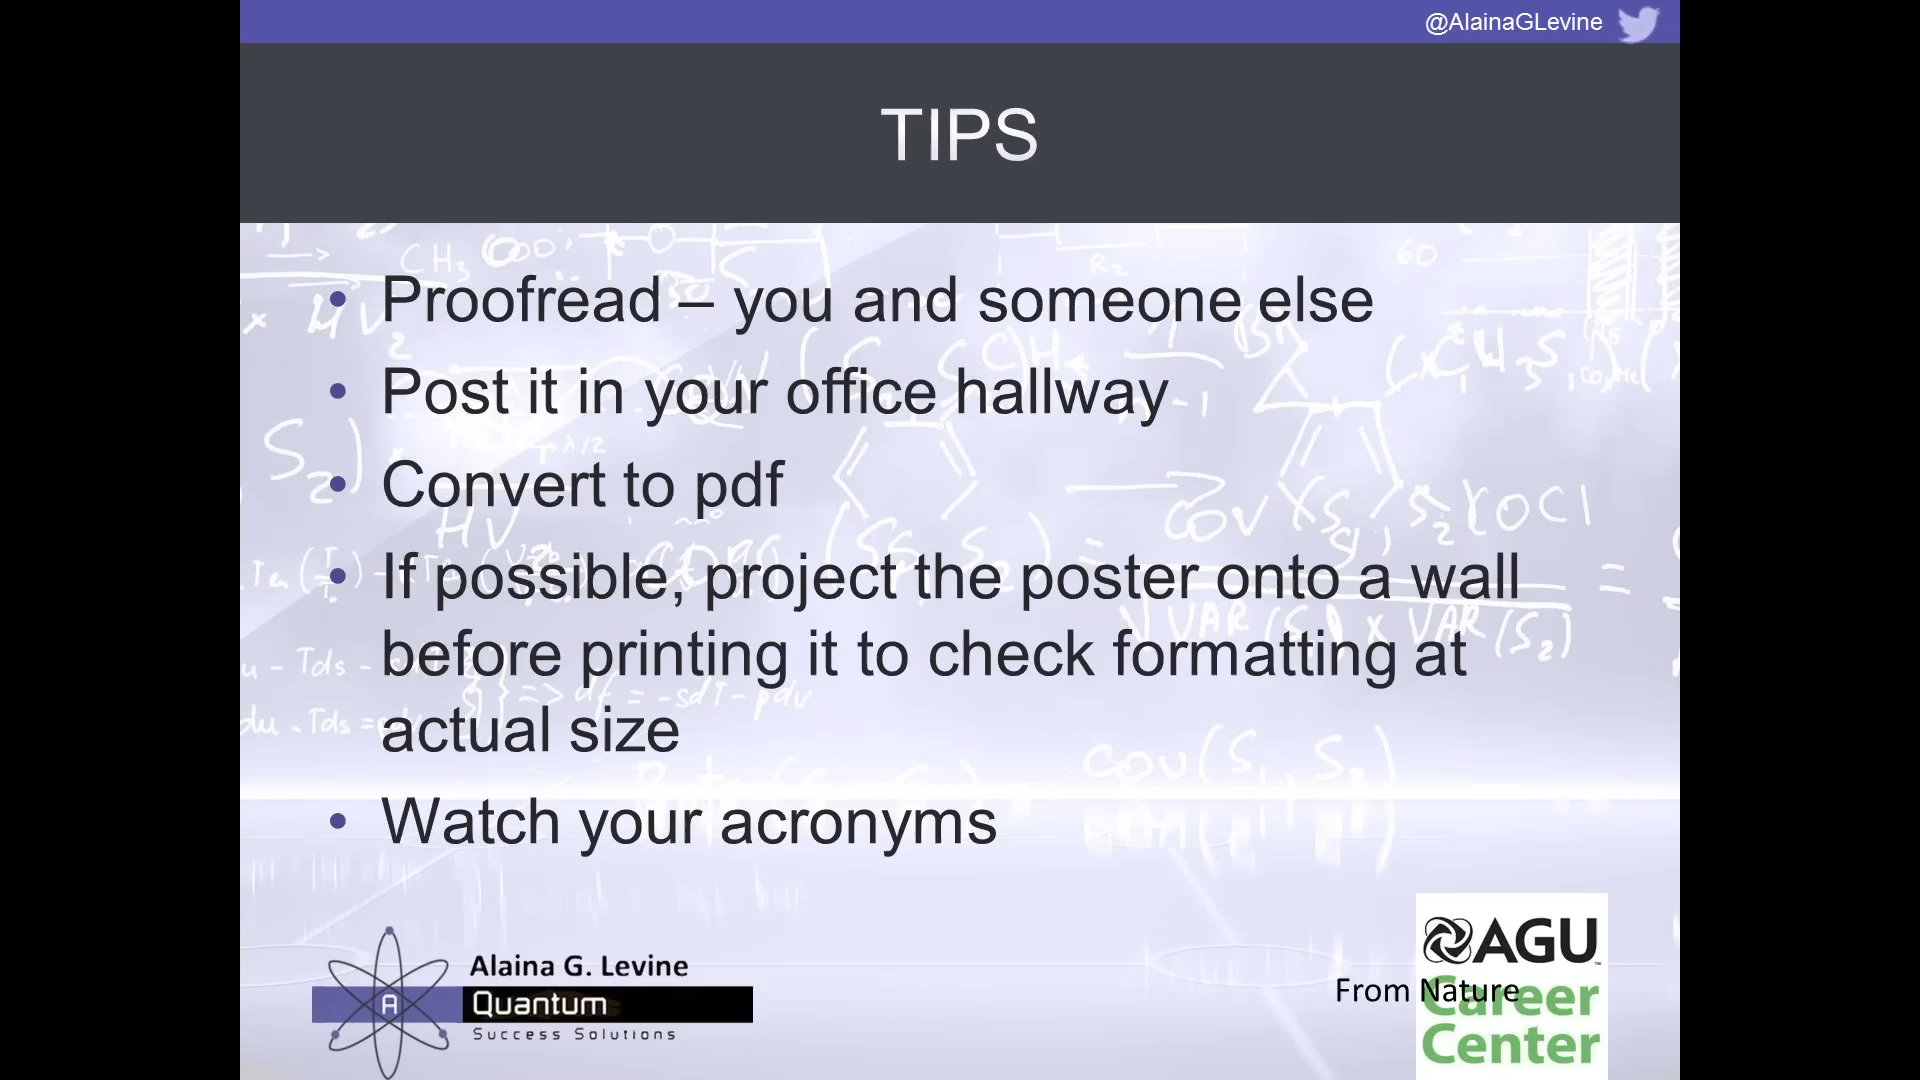 @AlainaGLevine
TIPS
• Proofread – you and someone else
• Post it in your office hallway
• Convert to pdf
• If possible, project the poster onto a wall
before printing it to check formatting at
actual size
• Watch your acronyms
Alaina G. Levine
A
Quantum
Success Solutions
AGU
From Nature
Career
Center